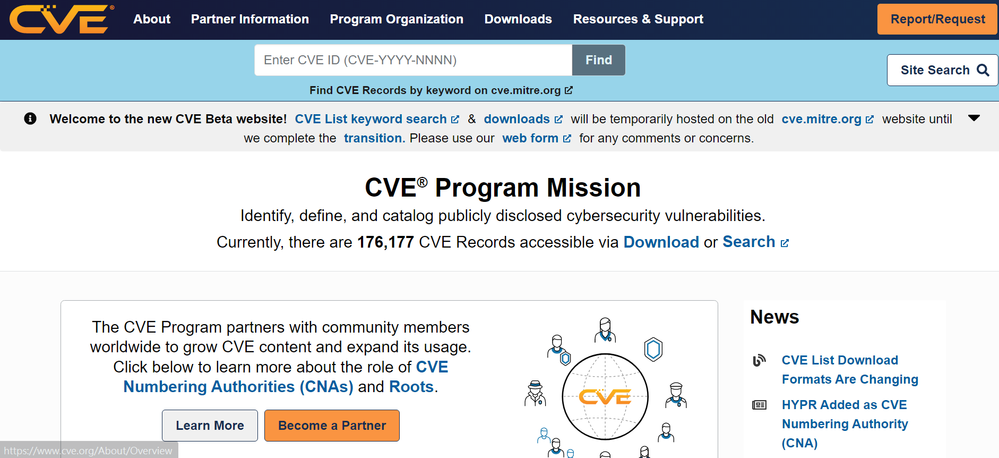 CVE®
About Partner Information Program Organization Downloads Resources & Support Report/Request
Enter CVE ID (CVE-YYYY-NNNN) Find
Site Search
Find CVE Records by keyword on cve.mitre.org
Welcome to the new CVE Beta website! CVE List keyword search & downloads will be temporarily hosted on the old cve.mitre.org website until
we complete the transition. Please use our web form for any comments or concerns.
CVE® Program Mission
Identify, define, and catalog publicly disclosed cybersecurity vulnerabilities.
Currently, there are 176,177 CVE Records accessible via Download or Search
The CVE Program partners with community members
worldwide to grow CVE content and expand its usage.
Click below to learn more about the role of CVE
Numbering Authorities (CNAs) and Roots.
Learn More Become a Partner
CVE
News
CVE List Download
Formats Are Changing
HYPR Added as CVE
Numbering Authority
(CNA)
https://www.cve.org/About/Overview